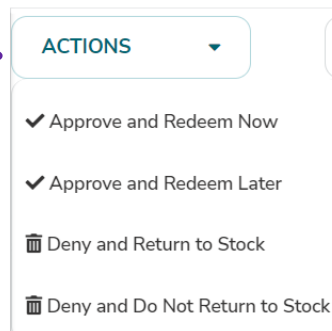 ACTIONS
Approve and Redeem Now
Approve and Redeem Later
Deny and Return to Stock
Deny and Do Not Return to Stock